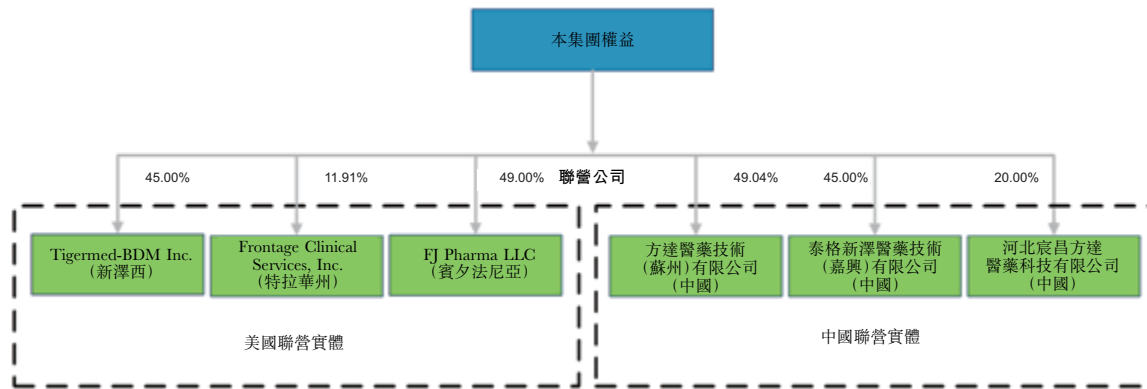 本集團權益
45.00%
11.91%
49.00%
聯營公司
49.04%
45.00%
20.00%
Tigermed-BDM Inc.
(新澤西)
Frontage Clinical
Services, Inc.
(特拉華州)
FJ Pharma LLC
(賓夕法尼亞)
方達醫藥技術
(蘇州)有限公司
(中國)
泰格新澤醫藥技術
(嘉興)有限公司
(中國)
河北宸昌方達
醫藥科技有限公司
(中國)
美國聯營實體
中國聯營實體